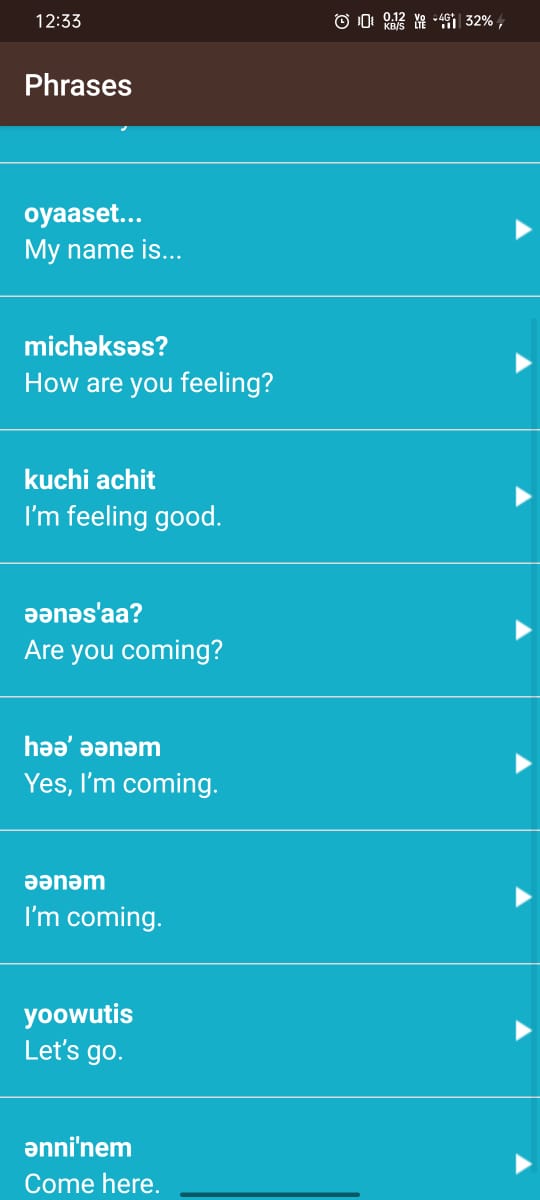 12:33
0.12 KB/S Vo LTE 4G+ 32%
Phrases
oyaaset...
My name is...
michəksəs?
How are you feeling?
kuchi achit
I’m feeling good.
əənəs'aa?
Are you coming?
həə’ əənəm
Yes, I’m coming.
əənəm
I’m coming.
yoowutis
Let’s go.
ənni'nem
Come here.